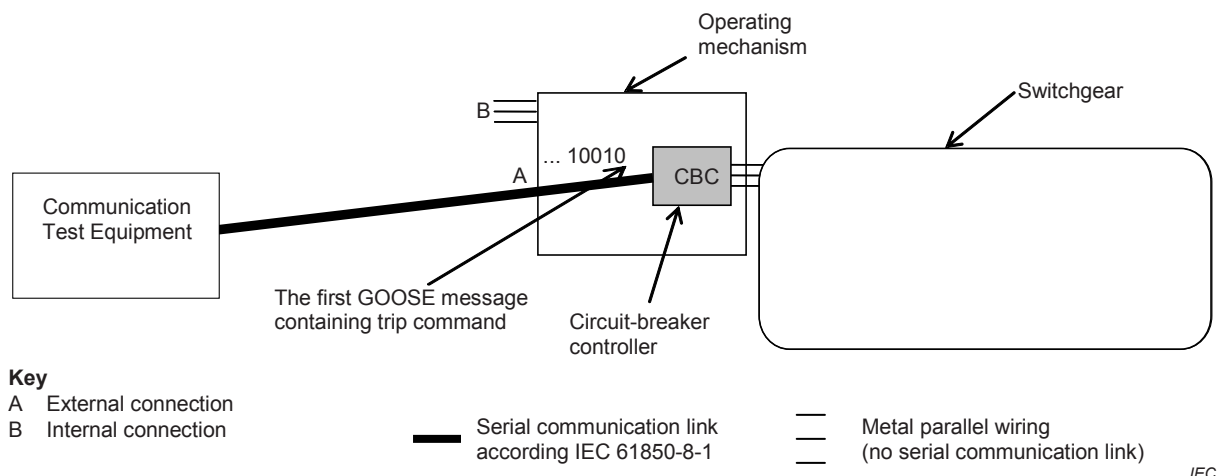 Operating
mechanism
Switchgear
B
... 10010
A
CBC
Communication
Test Equipment
The first GOOSE message
containing trip command
Circuit-breaker
controller
Key
A External connection
B Internal connection
Serial communication link
according IEC 61850-8-1
Metal parallel wiring
(no serial communication link)
IEC